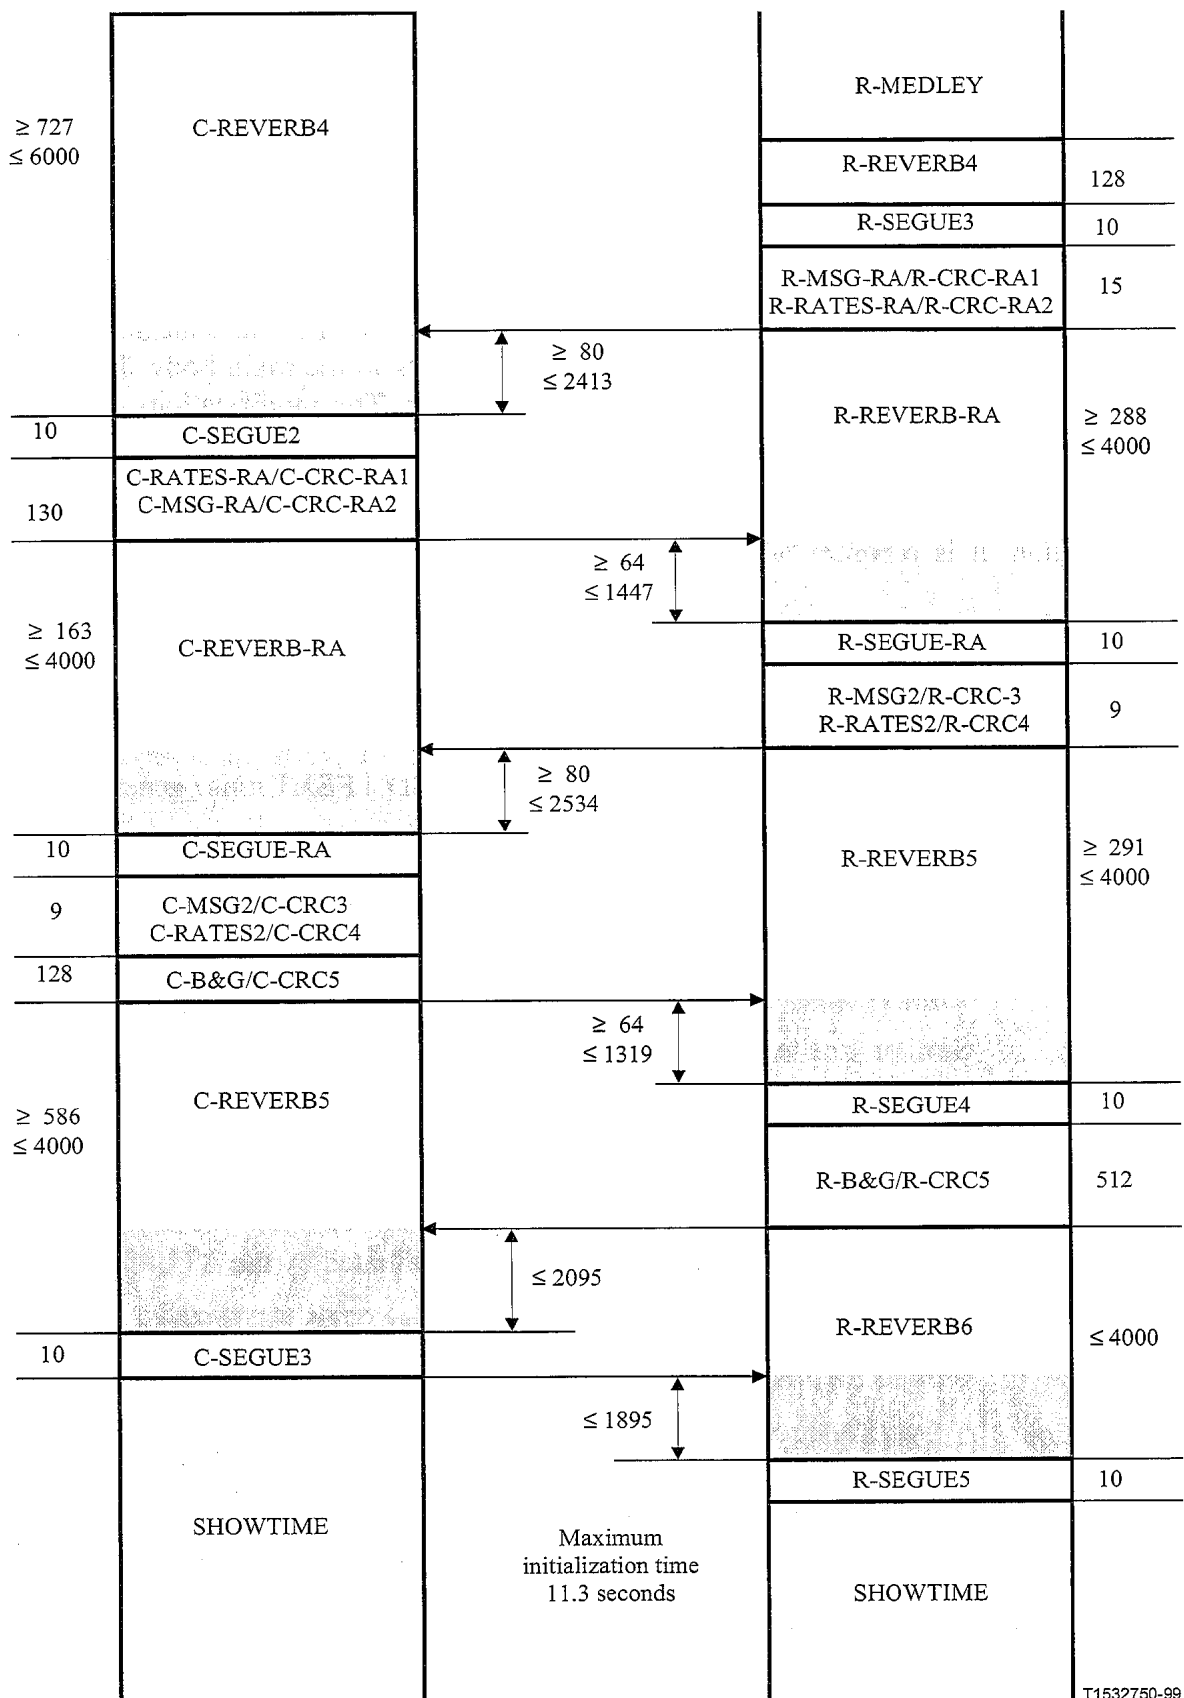 R-MEDLEY
≥ 727
≤ 6000
C-REVERB4
R-REVERB4
128
R-SEGUE3
10
R-MSG-RA/R-CRC-RA1
R-RATES-RA/R-CRC-RA2
15
≥ 80
≤ 2413
R-REVERB-RA
≥ 288
≤ 4000
10
C-SEGUE2
C-RATES-RA/C-CRC-RA1
C-MSG-RA/C-CRC-RA2
130
≥ 64
≤ 1447
≥ 163
≤ 4000
C-REVERB-RA
R-SEGUE-RA
10
R-MSG2/R-CRC-3
R-RATES2/R-CRC4
9
≥ 80
≤ 2534
10
C-SEGUE-RA
R-REVERB5
≥ 291
≤ 4000
9
C-MSG2/C-CRC3
C-RATES2/C-CRC4
128
C-B&G/C-CRC5
≥ 64
≤ 1319
C-REVERB5
≥ 586
≤ 4000
R-SEGUE4
10
R-B&G/R-CRC5
512
≤ 2095
R-REVERB6
≤ 4000
10
C-SEGUE3
≤ 1895
R-SEGUE5
10
SHOWTIME
Maximum
initialization time
11.3 seconds
SHOWTIME
T1532750-99